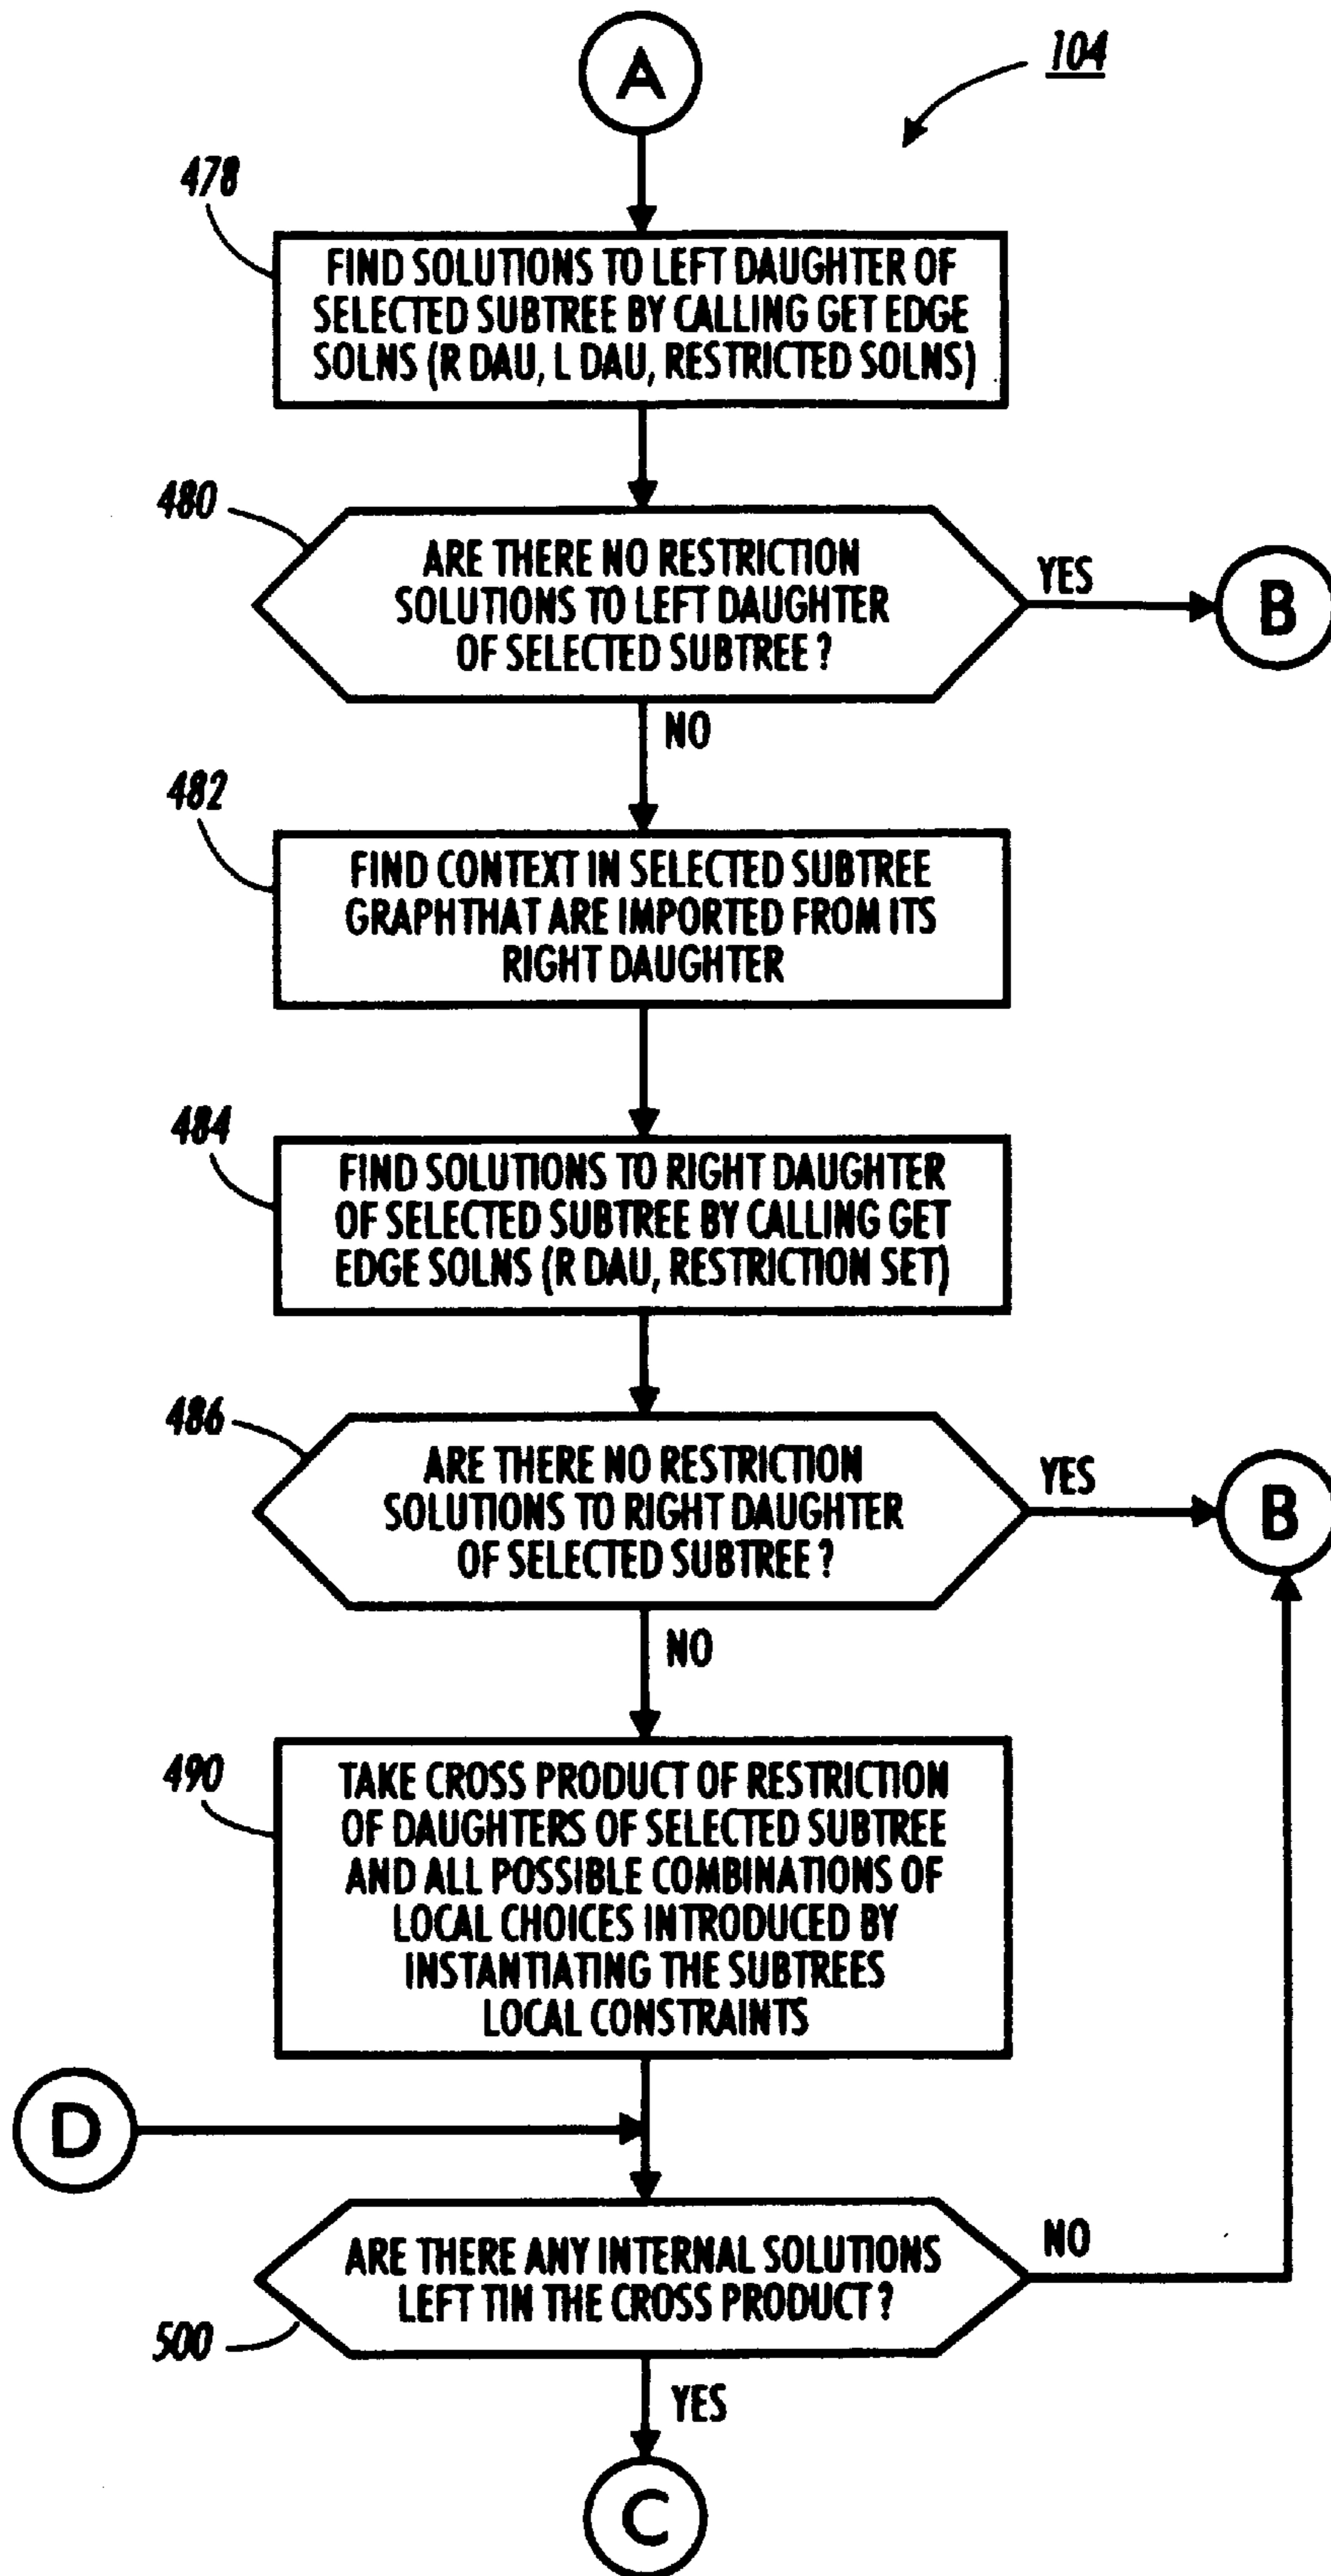 A
104
478
FIND SOLUTIONS TO LEFT DAUGHTER OF
SELECTED SUBTREE BY CALLING GET EDGE
SOLNS (R DAU, L DAU, RESTRICTED SOLNS)
480
ARE THERE NO RESTRICTION
SOLUTIONS TO LEFT DAUGHTER
OF SELECTED SUBTREE ?
YES
B
NO
482
FIND CONTEXT IN SELECTED SUBTREE
GRAPHTHAT ARE IMPORTED FROM ITS
RIGHT DAUGHTER
484
FIND SOLUTIONS TO RIGHT DAUGHTER
OF SELECTED SUBTREE BY CALLING GET
EDGE SOLNS (R DAU, RESTRICTION SET)
486
ARE THERE NO RESTRICTION
SOLUTIONS TO RIGHT DAUGHTER
OF SELECTED SUBTREE ?
YES
B
NO
490
TAKE CROSS PRODUCT OF RESTRICTION
OF DAUGHTERS OF SELECTED SUBTREE
AND ALL POSSIBLE COMBINATIONS OF
LOCAL CHOICES INTRODUCED BY
INSTANTIATING THE SUBTREES
LOCAL CONSTRAINTS
D
ARE THERE ANY INTERNAL SOLUTIONS
LEFT TIN THE CROSS PRODUCT ?
NO
500
YES
C